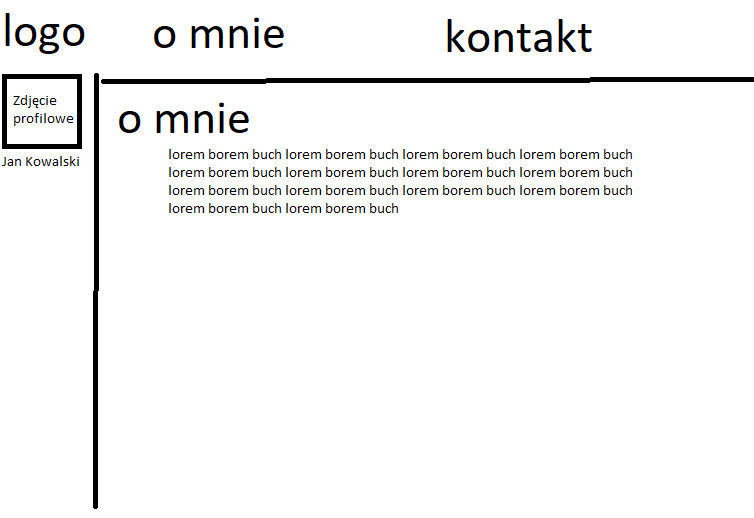 logo
o mnie
kontakt
Zdjęcie
profilowe
Jan Kowalski
o mnie
lorem borem buch lorem borem buch lorem borem buch lorem borem buch
lorem borem buch lorem borem buch lorem borem buch lorem borem buch
lorem borem buch lorem borem buch lorem borem buch lorem borem buch
lorem borem buch lorem borem buch